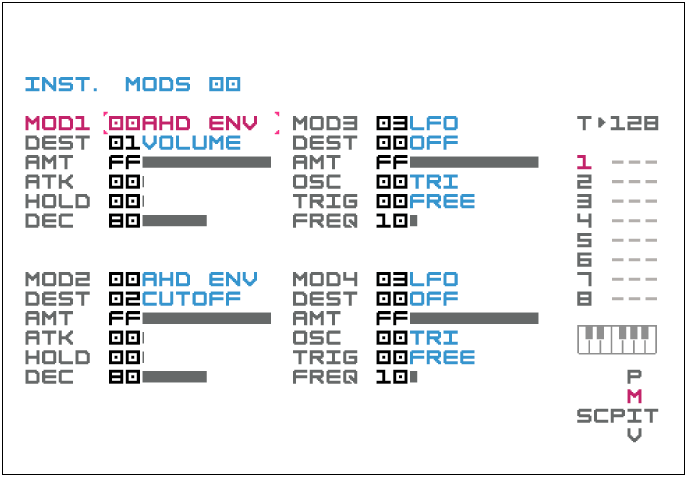 INST. MODS 00
MOD1 00AHD ENV MOD3 03LFO T▸128
DEST 01VOLUME DEST 00OFF
AMT FF AMT FF 1 ---
ATK 00 OSC 00TRI 2 ---
HOLD 00 TRIG 00FREE 3 ---
DEC 80 FREQ 10 4 ---
5 ---
6 ---
MOD2 00AHD ENV MOD4 03LFO 7 ---
DEST 02CUTOFF DEST 00OFF 8 ---
AMT FF AMT FF
ATK 00 OSC 00TRI
HOLD 00 TRIG 00FREE
DEC 80 FREQ 10 P
M
SCPIT
V